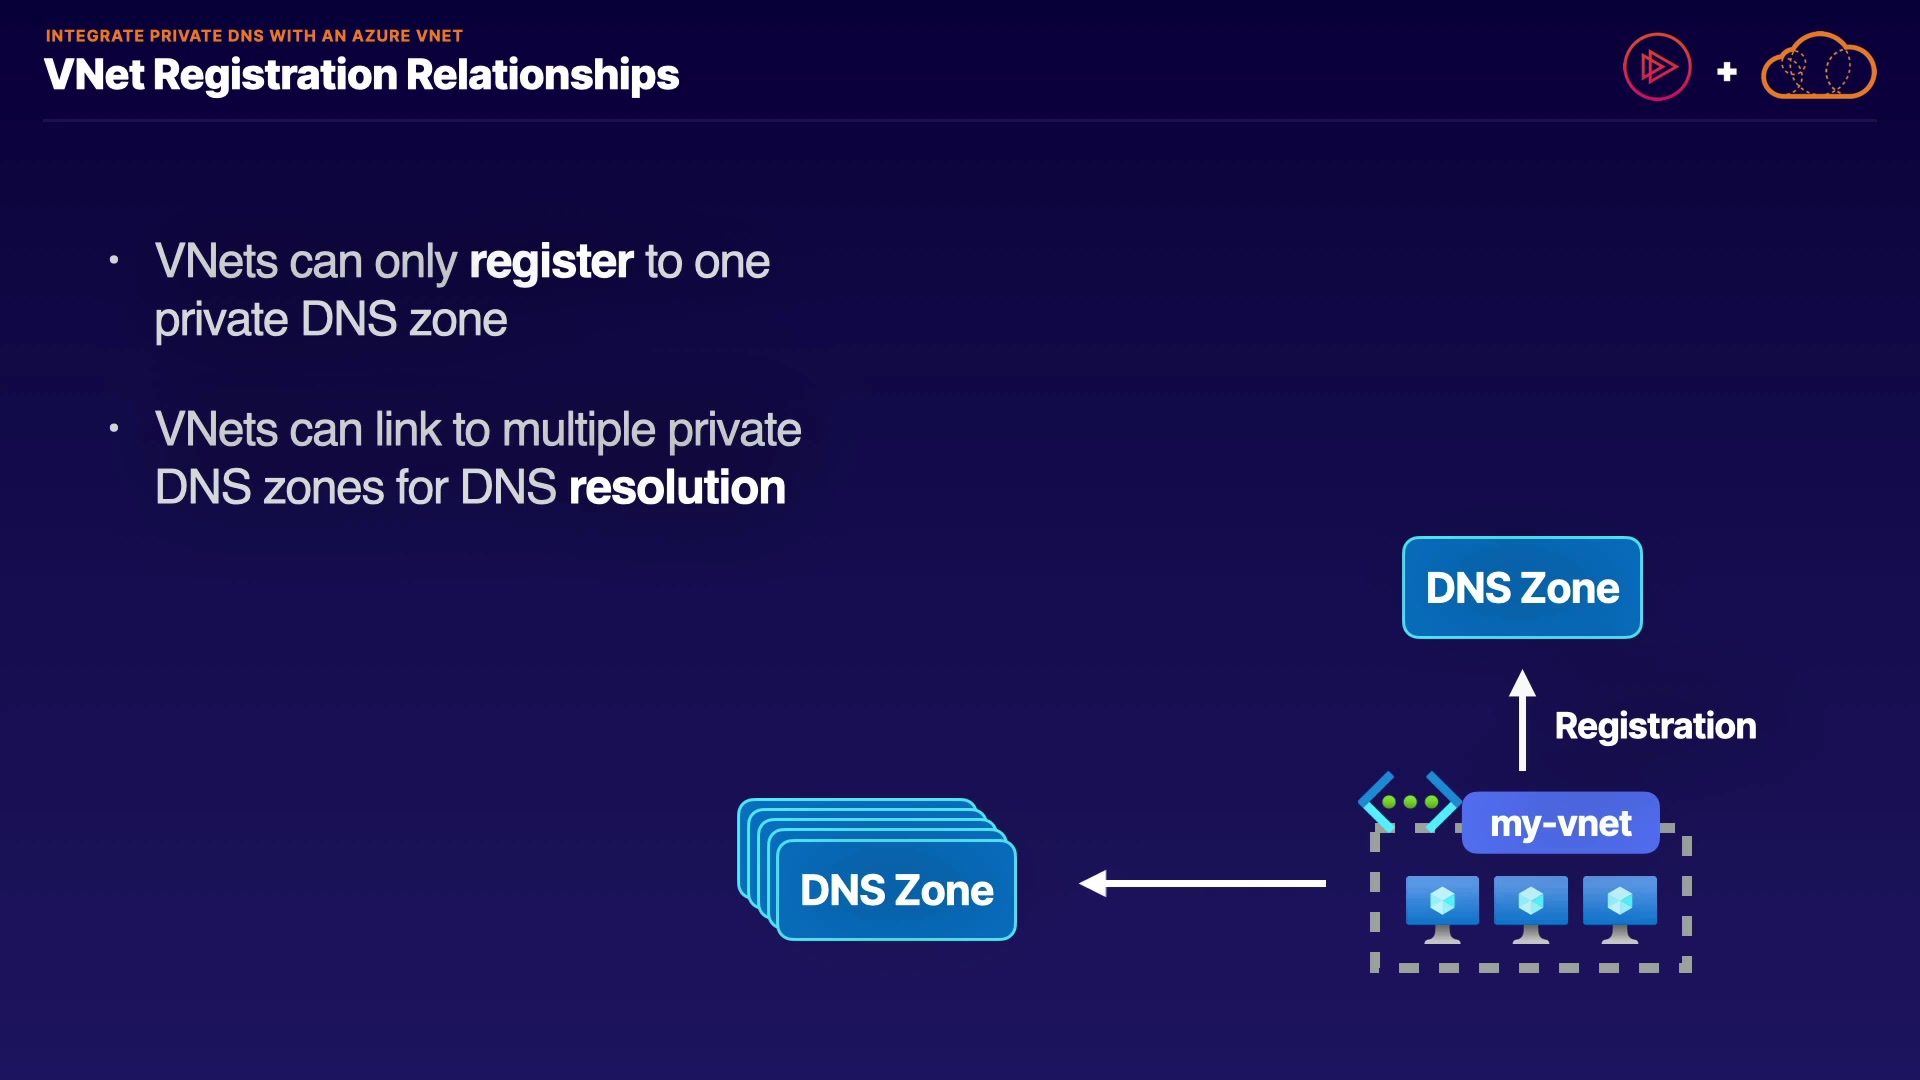 INTEGRATE PRIVATE DNS WITH AN AZURE VNET
VNet Registration Relationships
+
• VNets can only register to one
private DNS zone
• VNets can link to multiple private
DNS zones for DNS resolution
DNS Zone
Registration
my-vnet
DNS Zone